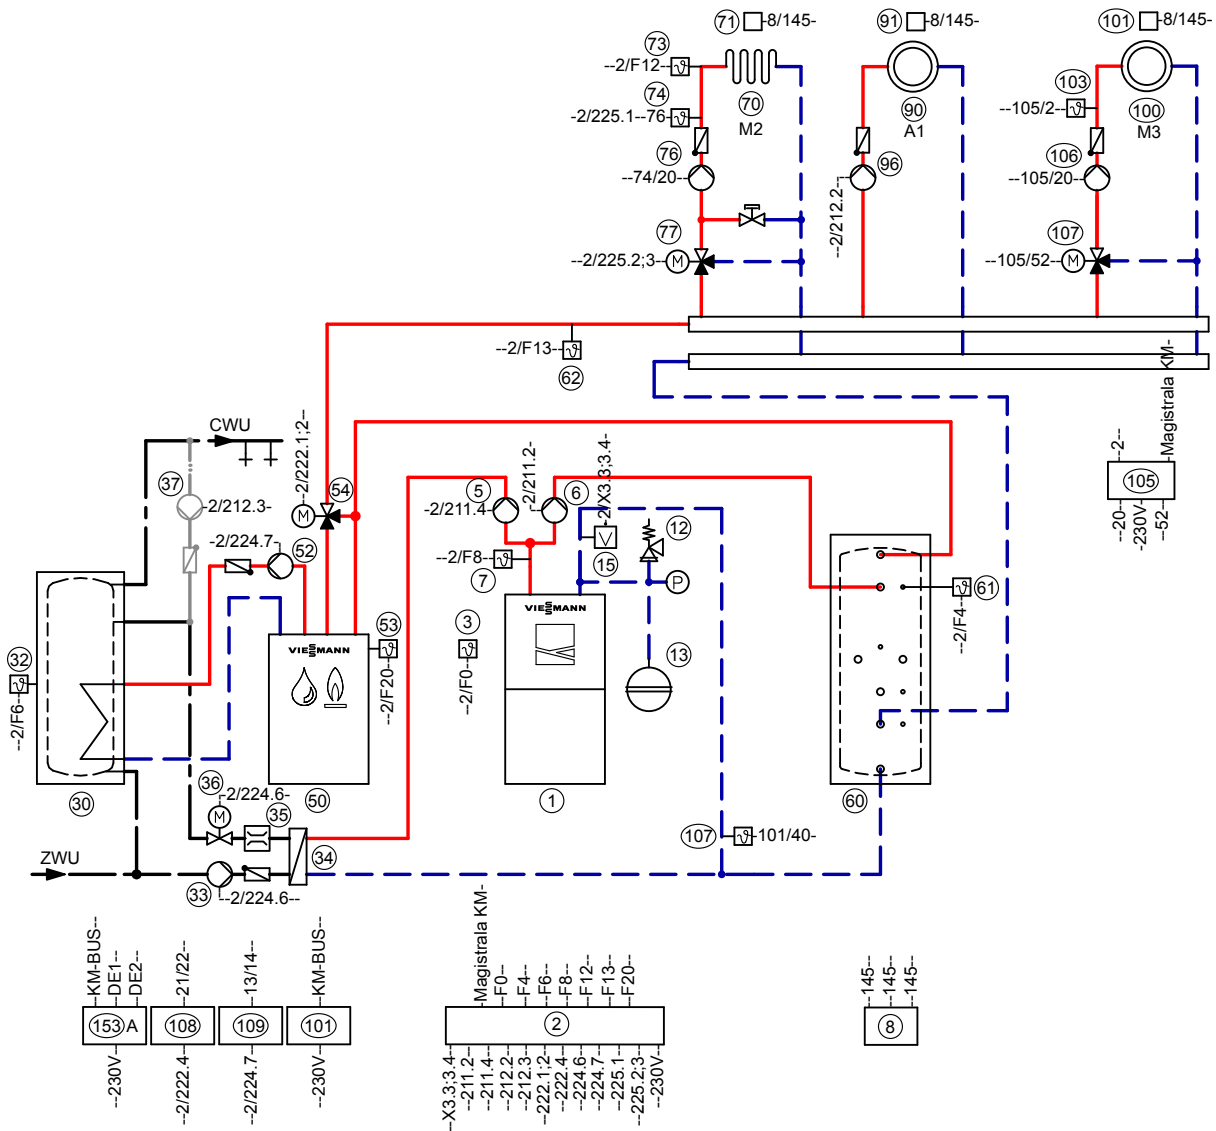 71 -8/145-
91 -8/145-
101 -8/145-
73
--2/F12--
74
-2/225.1--76
70
M2
90
A1
103
--105/2--
100
M3
76
--74/20--
96
--2/212.2--
106
--105/20--
77
--2/225.2;3--
M
107
--105/52--
M
--2/F13--
62
--2--
Magistrala KM-
105
--20--
-230V--
--52--
CWU
--2/222.1;2--
54
M
37
-2/212.3-
-2/224.7-
52
5
-2/211.4
-2/211.2-
6
2/X3.3;3.4-
--2/F8--
7
15
12
P
61
--2/F4--
VIESMANN
3
--2/F0--
13
VIESMANN
53
--2/F20--
32
--2/F6--
30
36
-2/224.6-
M
35
50
1
60
34
107
-101/40-
ZWU
33
--2/224.6--
--KM-BUS--
--DE1--
--DE2--
153 A
--230V--
21/22--
108
--2/222.4--
--13/14--
109
--2/224.7--
--KM-BUS--
101
--230V--
--Magistrala KM-
--F0--
--F4--
--F6--
--F8--
--F12--
--F13--
--F20--
2
--X3.3;3.4--
--211.2--
--211.4--
--212.2--
--212.3--
--222.1;2--
--222.4--
--224.6--
--224.7--
--225.1--
--225.2;3--
--230V--
--145--
--145--
--145--
8